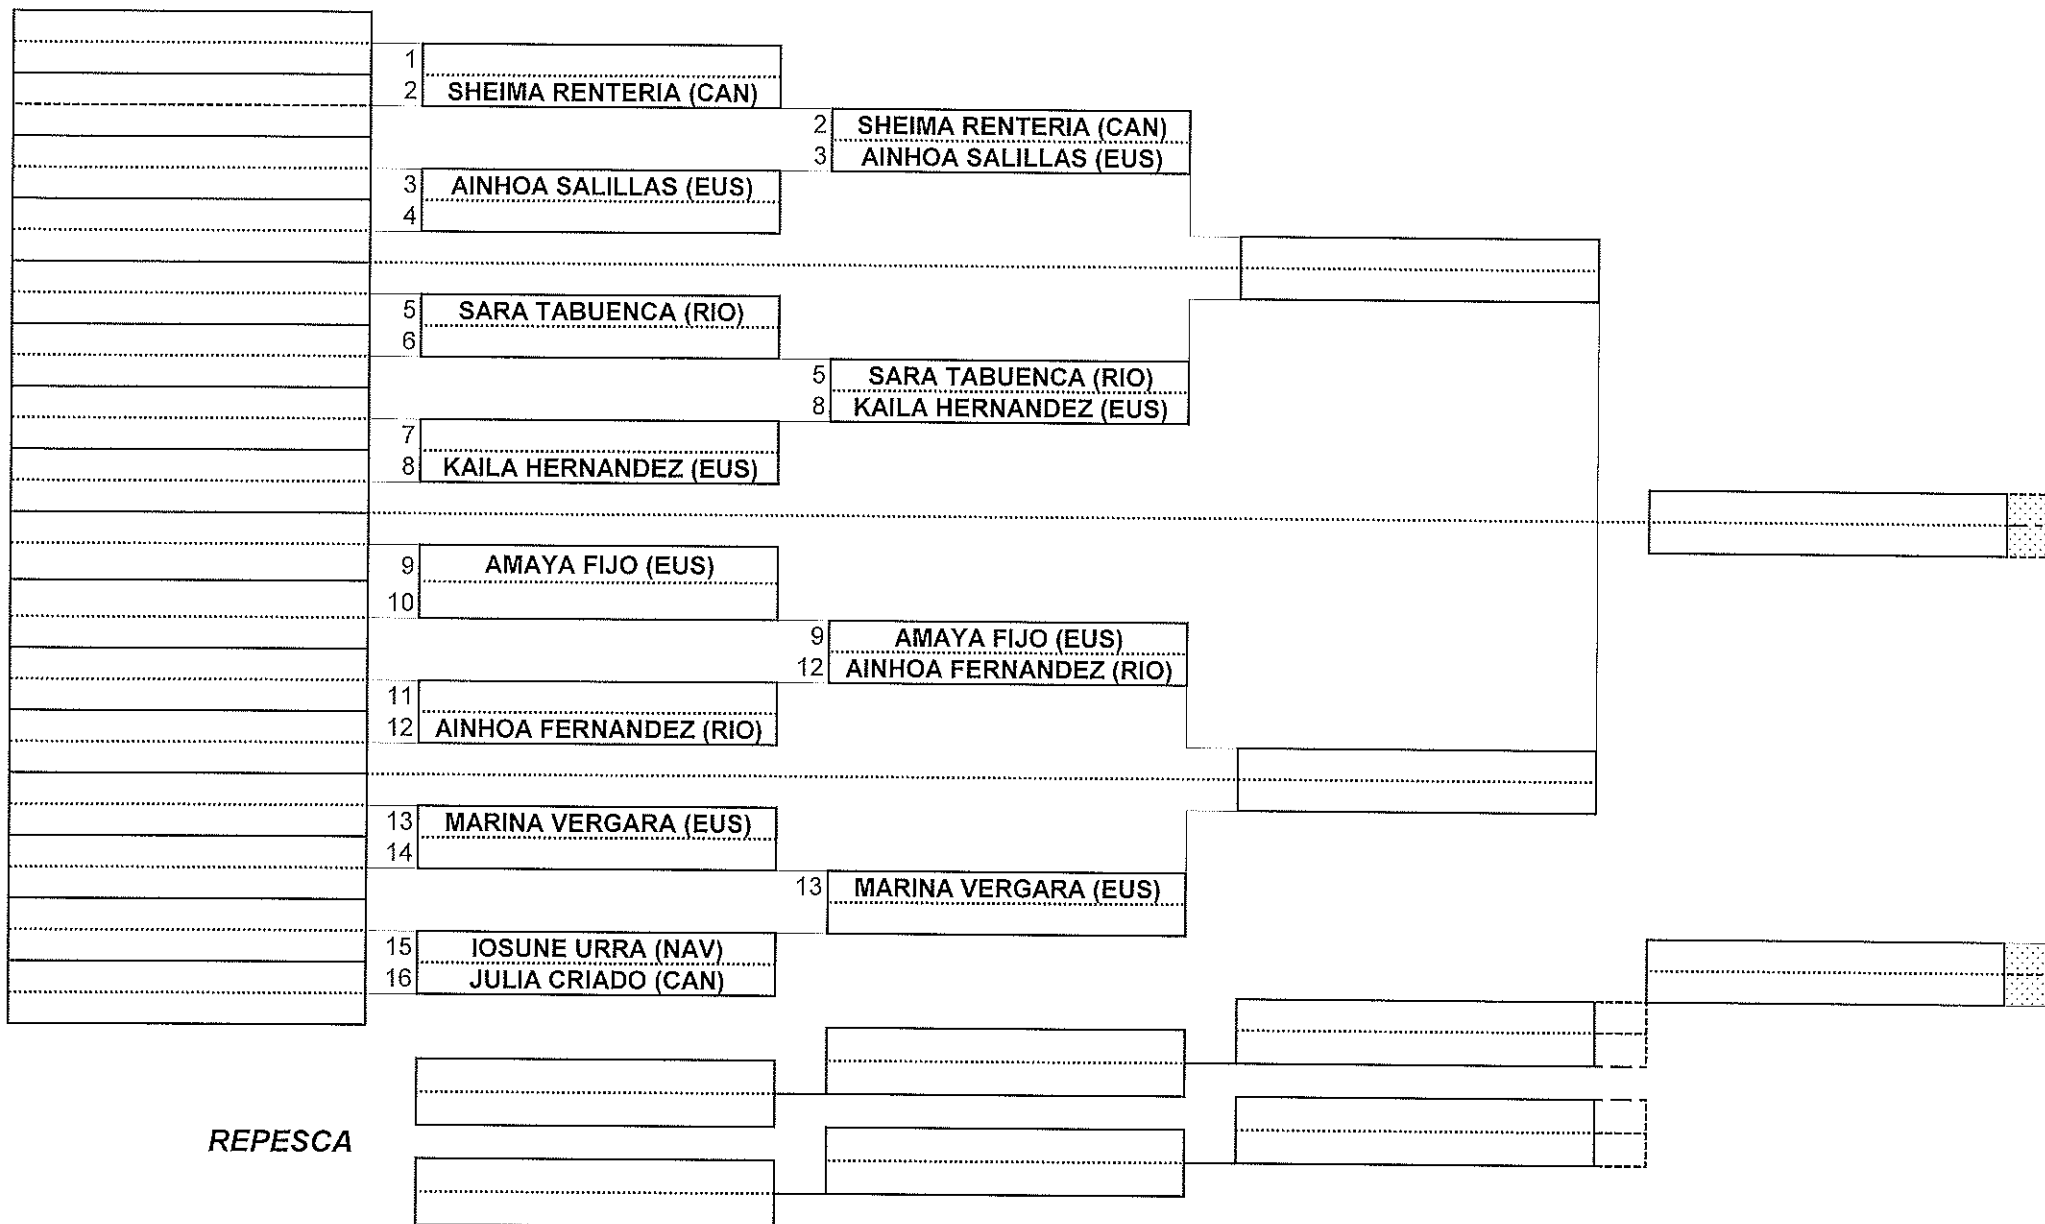 1
2 SHEIMA RENTERIA (CAN)
2 SHEIMA RENTERIA (CAN)
3 AINHOA SALILLAS (EUS)
3 AINHOA SALILLAS (EUS)
4
5 SARA TABUENCA (RIO)
6
5 SARA TABUENCA (RIO)
8 KAILA HERNANDEZ (EUS)
7
8 KAILA HERNANDEZ (EUS)
9 AMAYA FIJO (EUS)
10
9 AMAYA FIJO (EUS)
12 AINHOA FERNANDEZ (RIO)
11
12 AINHOA FERNANDEZ (RIO)
13 MARINA VERGARA (EUS)
14
13 MARINA VERGARA (EUS)
15 IOSUNE URRA (NAV)
16 JULIA CRIADO (CAN)
REPESCA